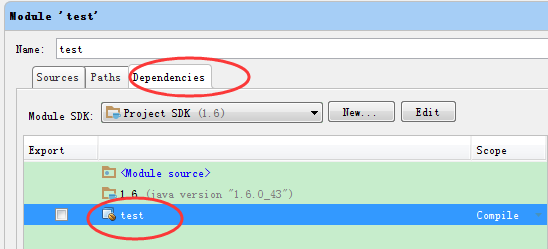 Module 'test'
Name: test
Sources Paths Dependencies
Module SDK: Project SDK (1.6) New... Edit
Export Scope
<Module source>
1.6 (java version "1.6.0_43")
test Compile